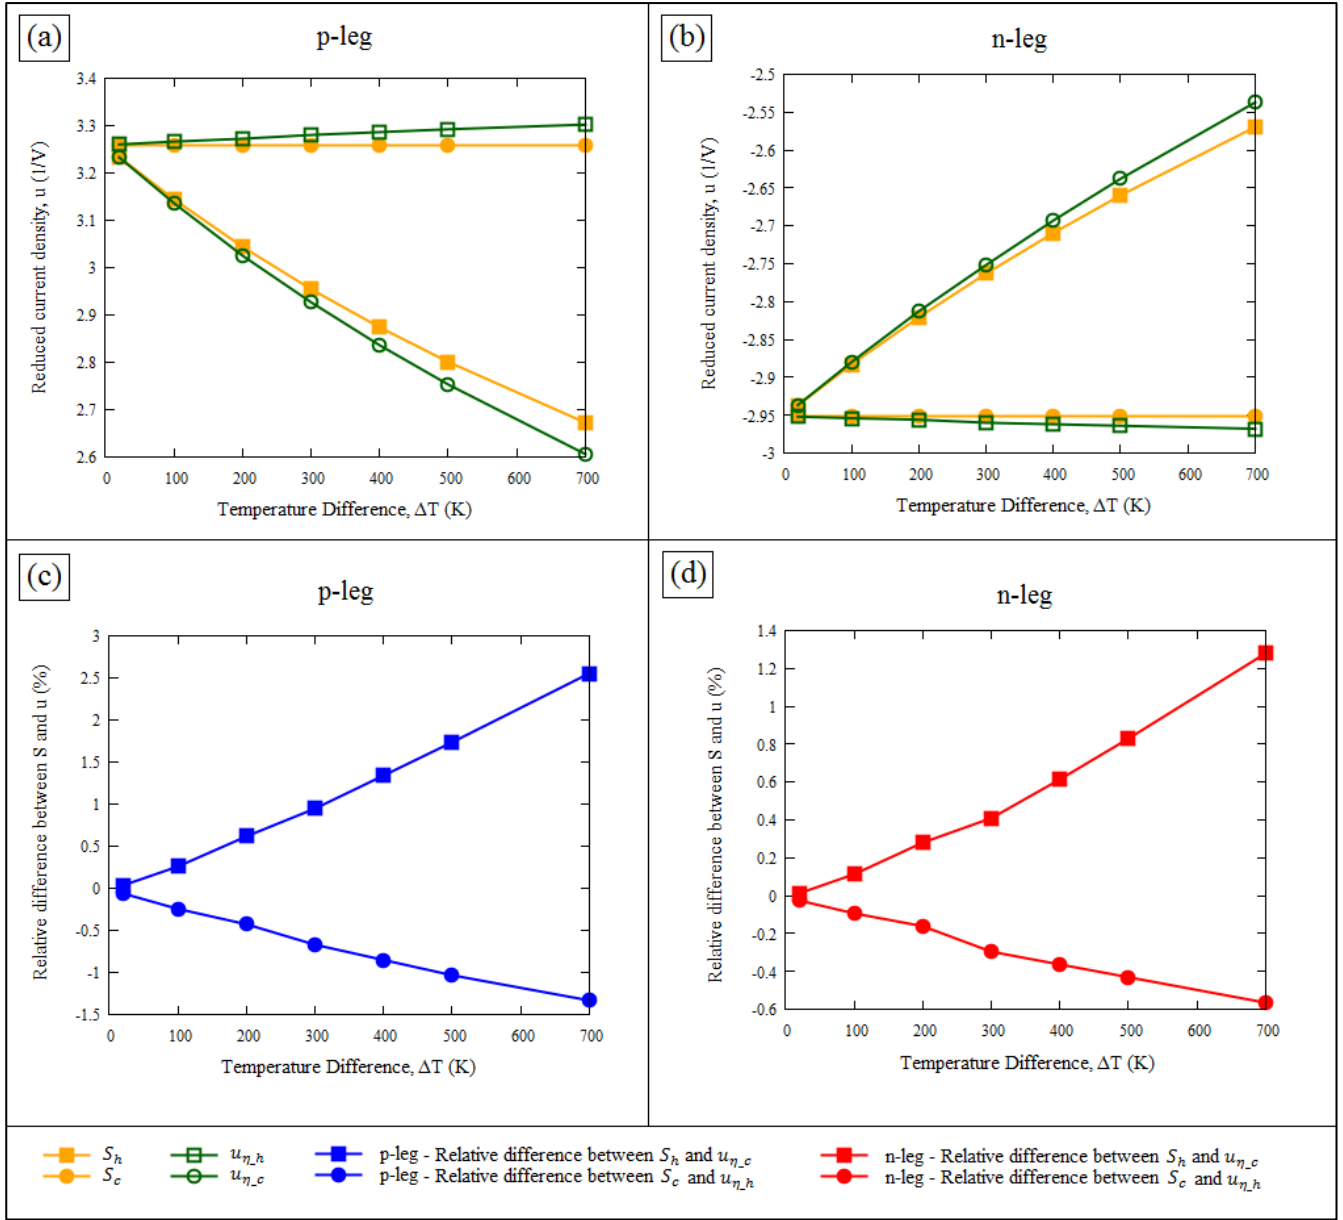 (a)
p-leg
3.4
3.3
3.2
3.1
3
2.9
2.8
2.7
2.6
0 100 200 300 400 500 600 700
Reduced current density, u (1/V)
Temperature Difference, ΔT (K)
(b)
n-leg
-2.5
-2.55
-2.6
-2.65
-2.7
-2.75
-2.8
-2.85
-2.9
-2.95
-3
0 100 200 300 400 500 600 700
Reduced current density, u (1/V)
Temperature Difference, ΔT (K)
(c)
p-leg
3
2.5
2
1.5
1
0.5
0
-0.5
-1
-1.5
0 100 200 300 400 500 600 700
Relative difference between S and u (%)
Temperature Difference, ΔT (K)
(d)
n-leg
1.4
1.2
1
0.8
0.6
0.4
0.2
0
-0.2
-0.4
-0.6
0 100 200 300 400 500 600 700
Relative difference between S and u (%)
Temperature Difference, ΔT (K)
S_h
S_c
u_η_h
u_η_c
p-leg - Relative difference between S_h and u_η_c
p-leg - Relative difference between S_c and u_η_h
n-leg - Relative difference between S_h and u_η_c
n-leg - Relative difference between S_c and u_η_h